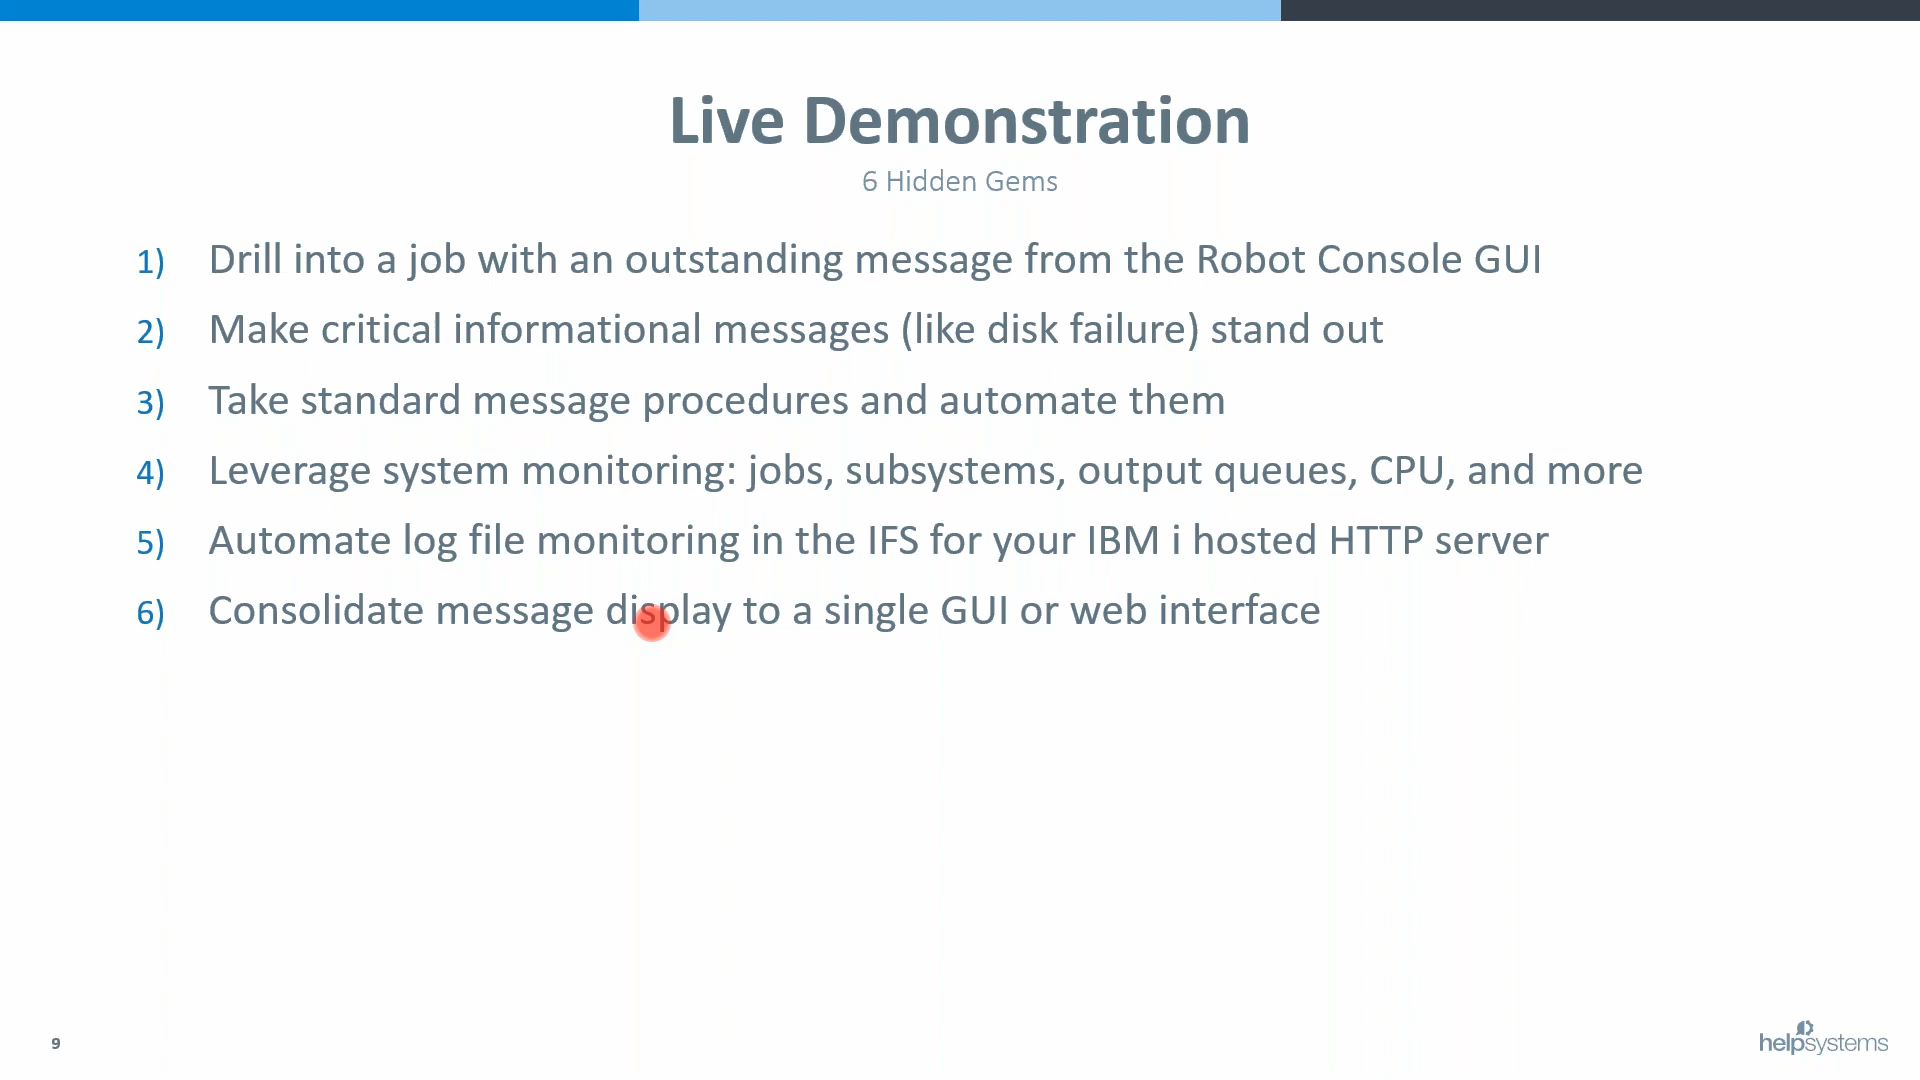 Live Demonstration
6 Hidden Gems
1) Drill into a job with an outstanding message from the Robot Console GUI
2) Make critical informational messages (like disk failure) stand out
3) Take standard message procedures and automate them
4) Leverage system monitoring: jobs, subsystems, output queues, CPU, and more
5) Automate log file monitoring in the IFS for your IBM i hosted HTTP server
6) Consolidate message display to a single GUI or web interface
9
helpsystems